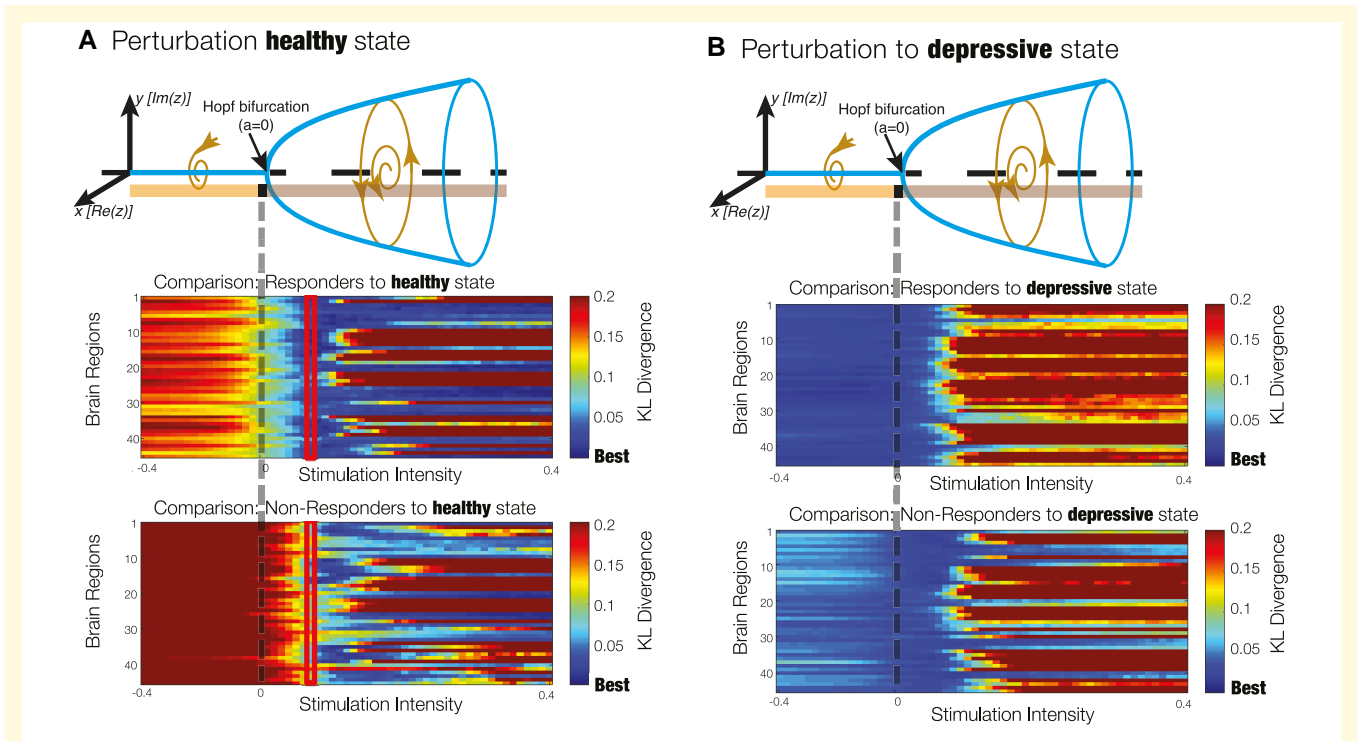 A Perturbation healthy state
y [Im(z)]
Hopf bifurcation
(a=0)
x [Re(z)]
Comparison: Responders to healthy state
1
10
20
30
40
Brain Regions
-0.4
0
0.4
Stimulation Intensity
0.2
0.15
0.1
0.05
Best
KL Divergence
Comparison: Non-Responders to healthy state
1
10
20
30
40
Brain Regions
-0.4
0
0.4
Stimulation Intensity
0.2
0.15
0.1
0.05
Best
KL Divergence
B Perturbation to depressive state
y [Im(z)]
Hopf bifurcation
(a=0)
x [Re(z)]
Comparison: Responders to depressive state
1
10
20
30
40
Brain Regions
-0.4
0
0.4
Stimulation Intensity
0.2
0.15
0.1
0.05
Best
KL Divergence
Comparison: Non-Responders to depressive state
1
10
20
30
40
Brain Regions
-0.4
0
0.4
Stimulation Intensity
0.2
0.15
0.1
0.05
Best
KL Divergence